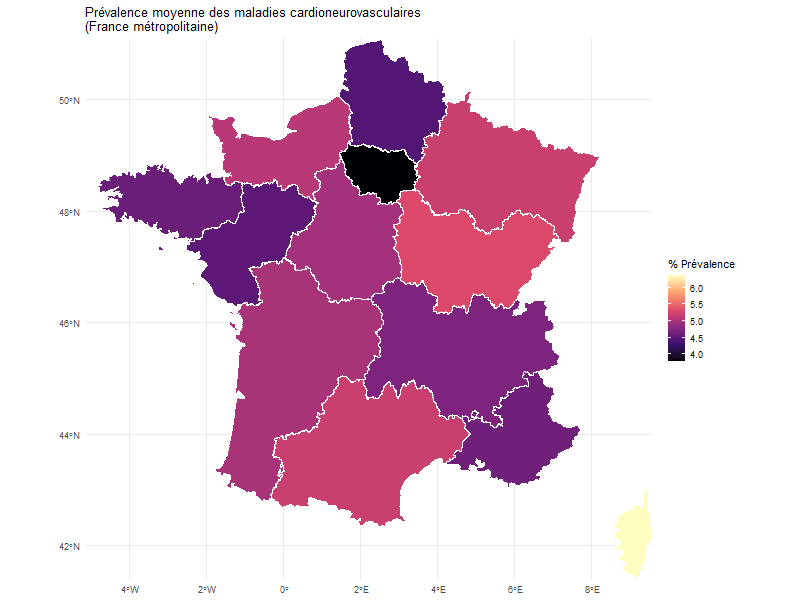 Prévalence moyenne des maladies cardioneurovasculaires
(France métropolitaine)
50°N
48°N
46°N
44°N
42°N
4°W
2°W
0°
2°E
4°E
6°E
8°E
% Prévalence
6.0
5.5
5.0
4.5
4.0